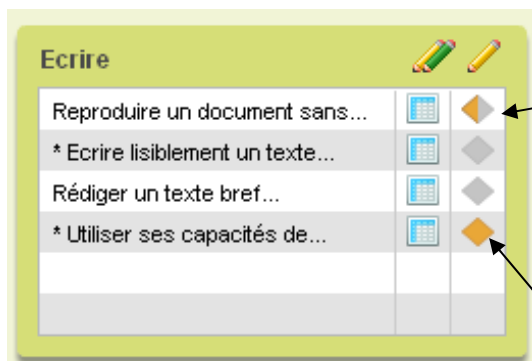 Ecrire
Reproduire un document sans...
* Ecrire lisiblement un texte...
Rédiger un texte bref...
* Utiliser ses capacités de...